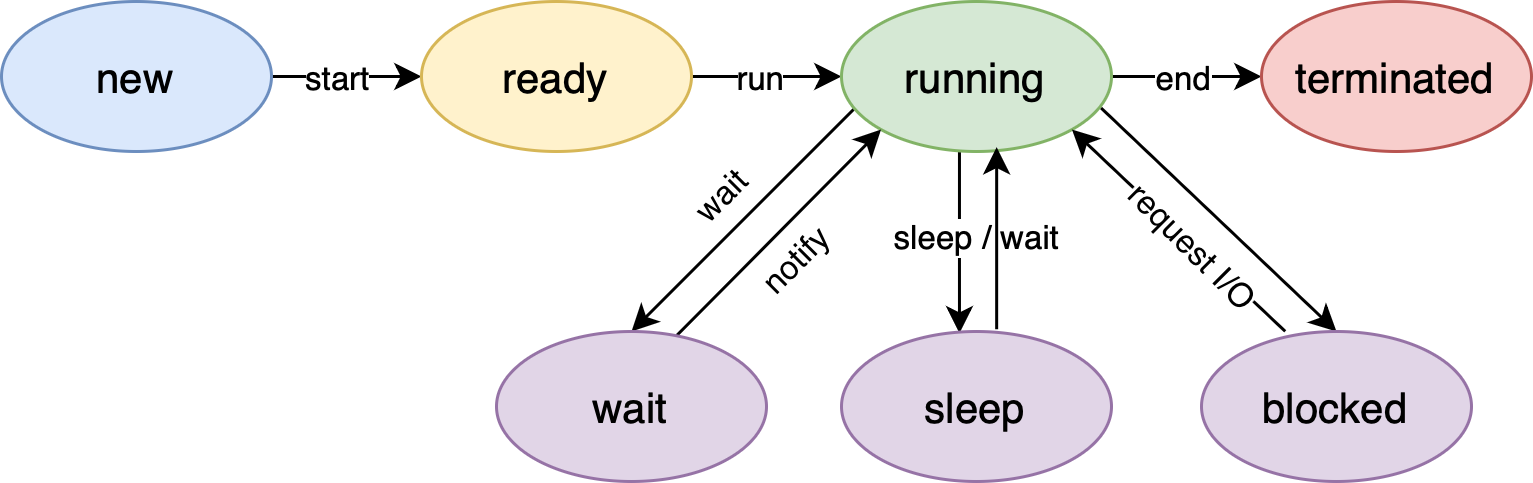 new
start
ready
run
running
end
terminated
wait
notify
sleep / wait
request I/O
wait
sleep
blocked